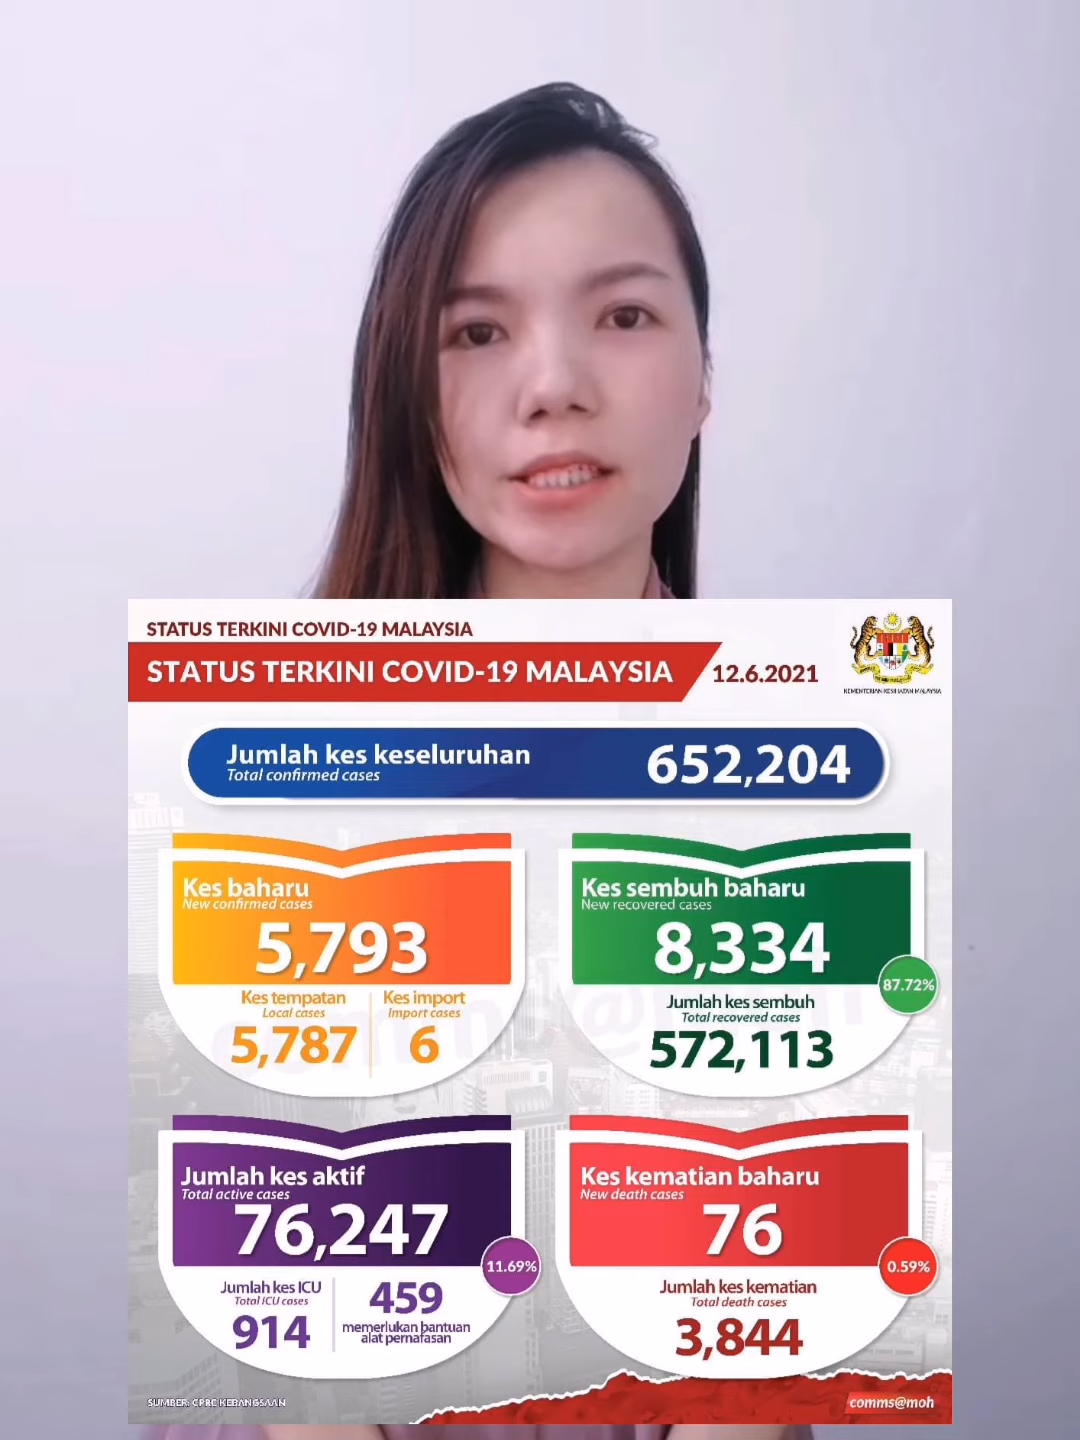 STATUS TERKINI COVID-19 MALAYSIA
STATUS TERKINI COVID-19 MALAYSIA
12.6.2021
KEMENTERIAN KESIHATAN MALAYSIA
Jumlah kes keseluruhan
Total confirmed cases
652,204
Kes baharu
New confirmed cases
5,793
Kes tempatan
Local cases
5,787
Kes import
Import cases
6
Kes sembuh baharu
New recovered cases
8,334
87.72%
Jumlah kes sembuh
Total recovered cases
572,113
Jumlah kes aktif
Total active cases
76,247
11.69%
Jumlah kes ICU
Total ICU cases
914
459
memerlukan bantuan
alat pernafasan
Kes kematian baharu
New death cases
76
0.59%
Jumlah kes kematian
Total death cases
3,844
SUMBER: CPRC KEBANGSAAN
comms@moh